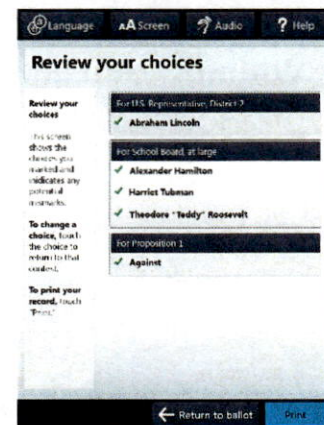 Language AA Screen Audio ? Help
Review your choices
Review your
choices
This screen
shows the
choices you
marked and
indicates any
potential
mismarks.
To change a
choice, touch
the choice to
return to that
contest.
To print your
record, touch
"Print."
For U.S. Representative, District 2
Abraham Lincoln
For School Board, at large
Alexander Hamilton
Harriet Tubman
Theodore "Teddy" Roosevelt
For Proposition 1
Against
Return to ballot Print